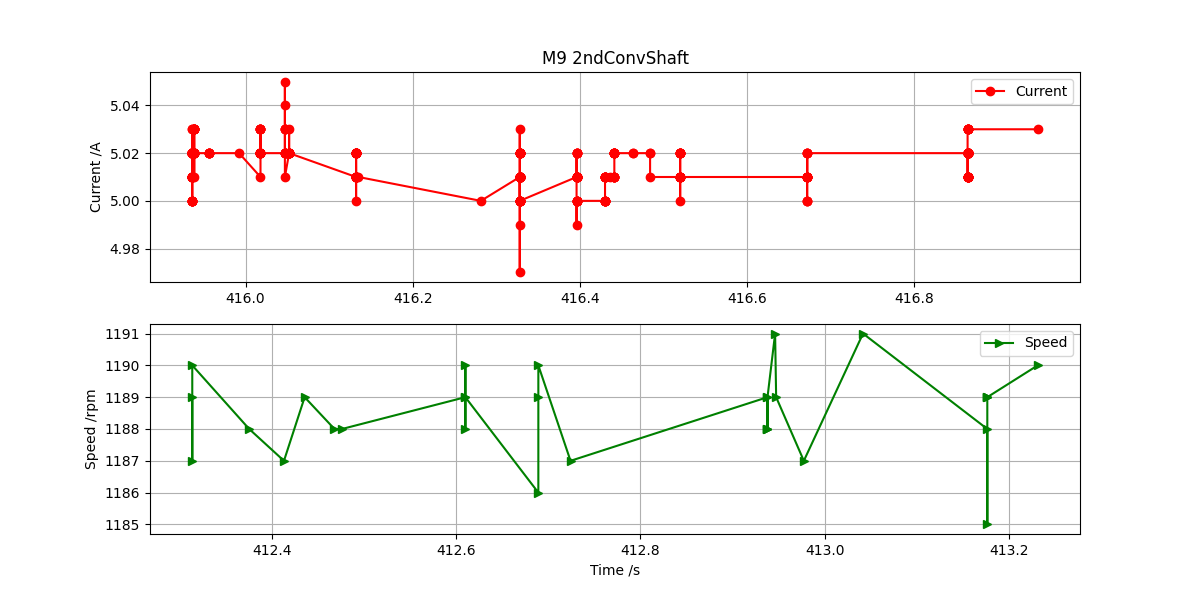 M9 2ndConvShaft
Current
5.04
5.02
5.00
4.98
Current /A
416.0 416.2 416.4 416.6 416.8
Speed
1191
1190
1189
1188
1187
1186
1185
Speed /rpm
412.4 412.6 412.8 413.0 413.2
Time /s